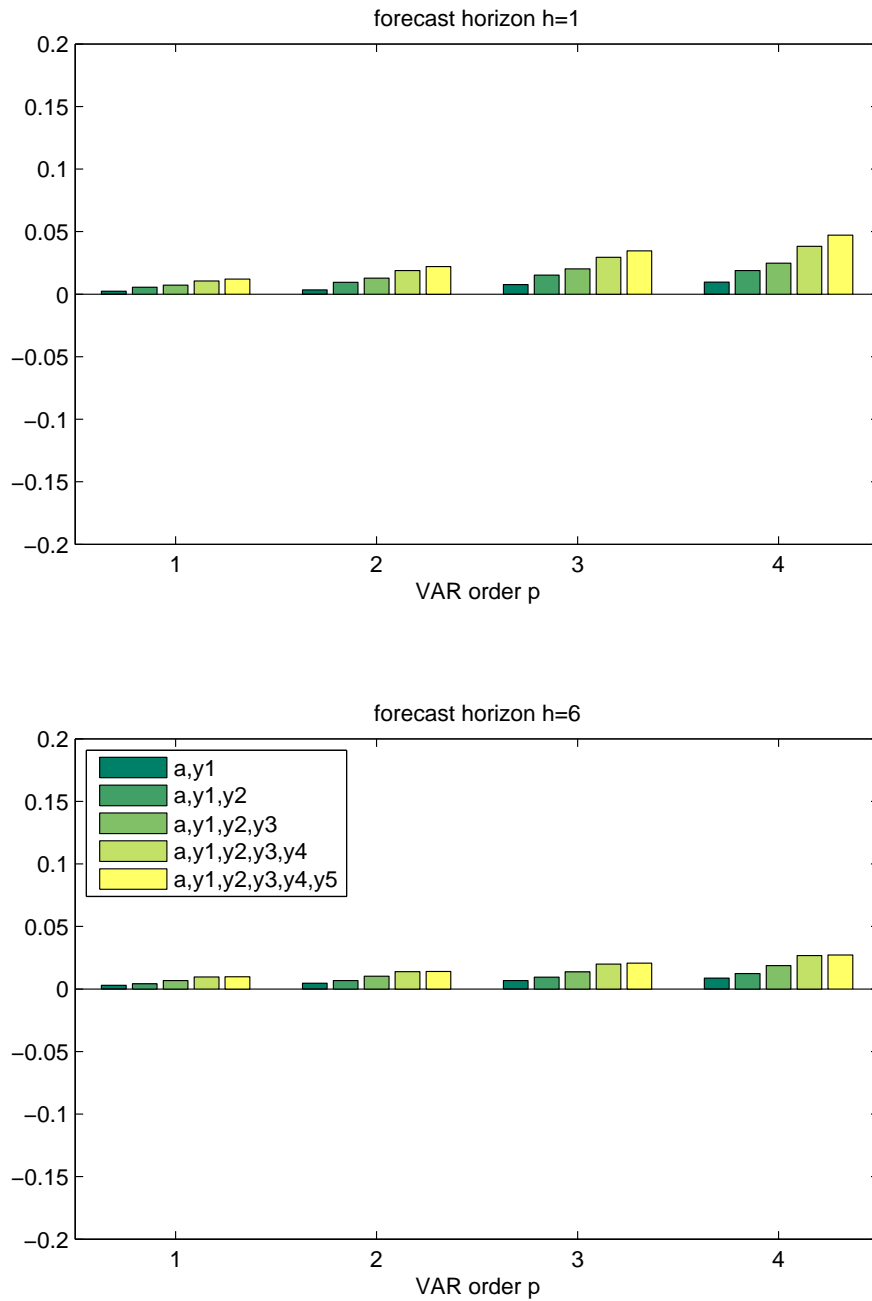 forecast horizon h=1
0.2
0.15
0.1
0.05
0
−0.05
−0.1
−0.15
−0.2
1 2 3 4
VAR order p
forecast horizon h=6
0.2
0.15
0.1
0.05
0
−0.05
−0.1
−0.15
−0.2
a,y1
a,y1,y2
a,y1,y2,y3
a,y1,y2,y3,y4
a,y1,y2,y3,y4,y5
1 2 3 4
VAR order p